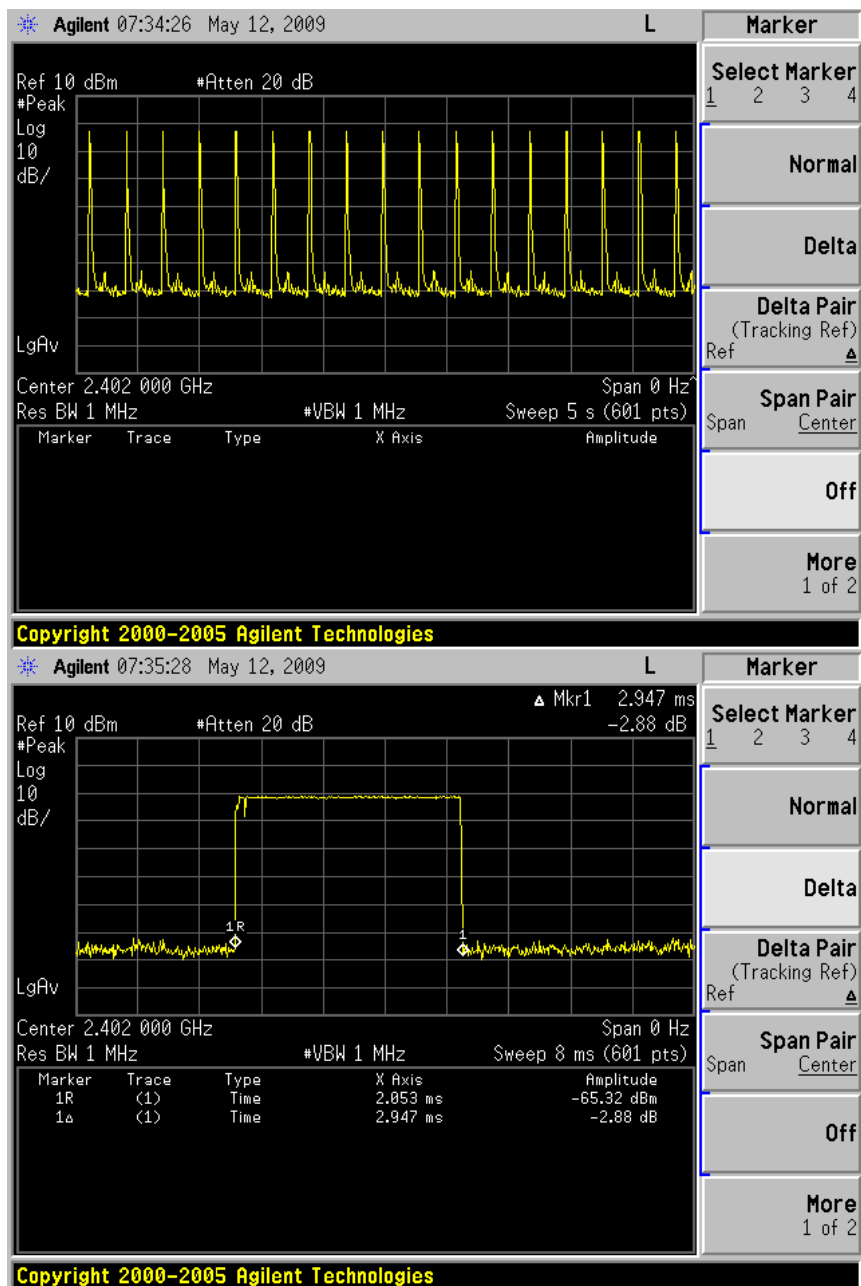 Agilent 07:34:26 May 12, 2009 L Marker
Ref 10 dBm #Atten 20 dB
#Peak
Log
10
dB/
LgAv
Center 2.402 000 GHz Span 0 Hz^
Res BW 1 MHz #VBW 1 MHz Sweep 5 s (601 pts)
Marker Trace Type X Axis Amplitude
Select Marker
1 2 3 4
Normal
Delta
Delta Pair
(Tracking Ref)
Ref Δ
Span Pair
Span Center
Off
More
1 of 2
Copyright 2000-2005 Agilent Technologies
Agilent 07:35:28 May 12, 2009 L Marker
Δ Mkr1 2.947 ms
Ref 10 dBm #Atten 20 dB -2.88 dB
#Peak
Log
10
dB/
1R
1
LgAv
Center 2.402 000 GHz Span 0 Hz
Res BW 1 MHz #VBW 1 MHz Sweep 8 ms (601 pts)
Marker Trace Type X Axis Amplitude
1R (1) Time 2.053 ms -65.32 dBm
1Δ (1) Time 2.947 ms -2.88 dB
Select Marker
1 2 3 4
Normal
Delta
Delta Pair
(Tracking Ref)
Ref Δ
Span Pair
Span Center
Off
More
1 of 2
Copyright 2000-2005 Agilent Technologies